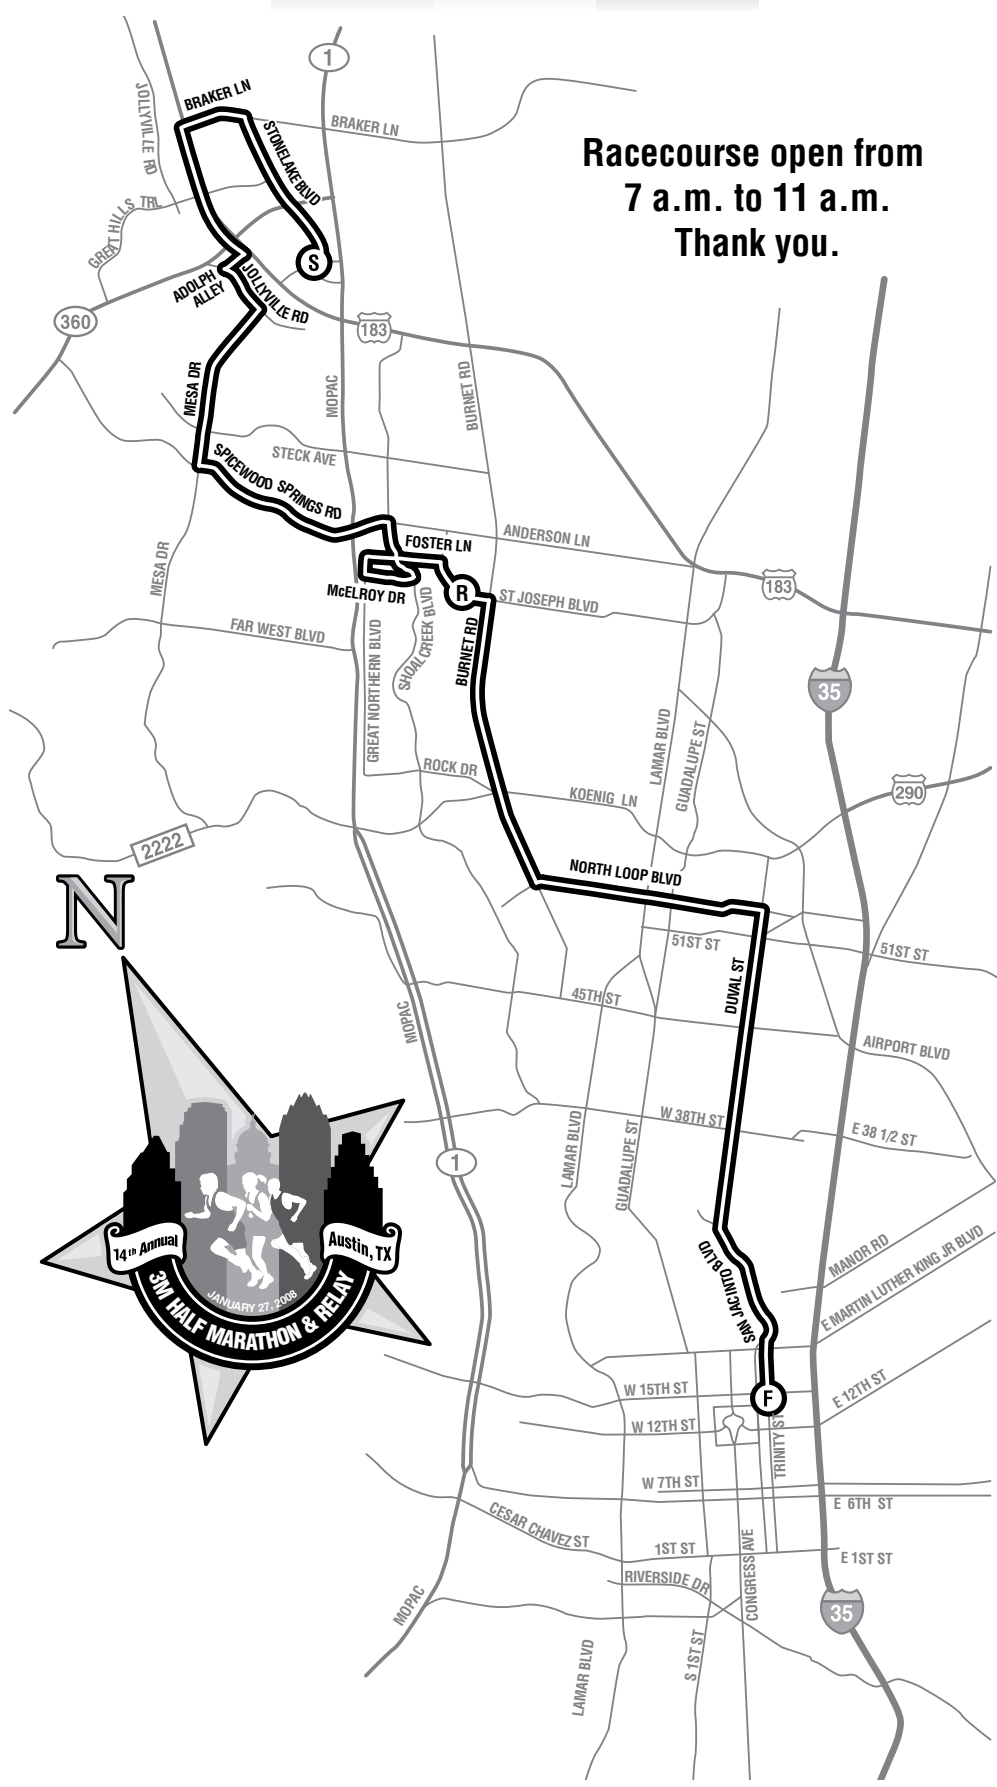 1
BRAKER LN
JOLLYVILLE RD
STONELAKE BLVD
BRAKER LN
Racecourse open from
7 a.m. to 11 a.m.
Thank you.
GREAT HILLS TRL
S
ADOLPH
ALLEY
JOLLYVILLE RD
360
183
MESA DR
MOPAC
BURNET RD
STECK AVE
SPICEWOOD SPRINGS RD
ANDERSON LN
FOSTER LN
MESA DR
183
McELROY DR
R
ST JOSEPH BLVD
FAR WEST BLVD
GREAT NORTHERN BLVD
SHOAL CREEK BLVD
BURNET RD
35
LAMAR BLVD
GUADALUPE ST
ROCK DR
KOENIG LN
290
2222
NORTH LOOP BLVD
N
51ST ST
51ST ST
DUVAL ST
45TH ST
MOPAC
AIRPORT BLVD
W 38TH ST
E 38 1/2 ST
LAMAR BLVD
GUADALUPE ST
1
14th Annual
Austin, TX
JANUARY 27, 2008
3M HALF MARATHON & RELAY
SAN JACINTO BLVD
MANOR RD
E MARTIN LUTHER KING JR BLVD
W 15TH ST
F
E 12TH ST
W 12TH ST
TRINITY ST
W 7TH ST
E 6TH ST
CESAR CHAVEZ ST
1ST ST
E 1ST ST
CONGRESS AVE
RIVERSIDE DR
MOPAC
35
S 1ST ST
LAMAR BLVD